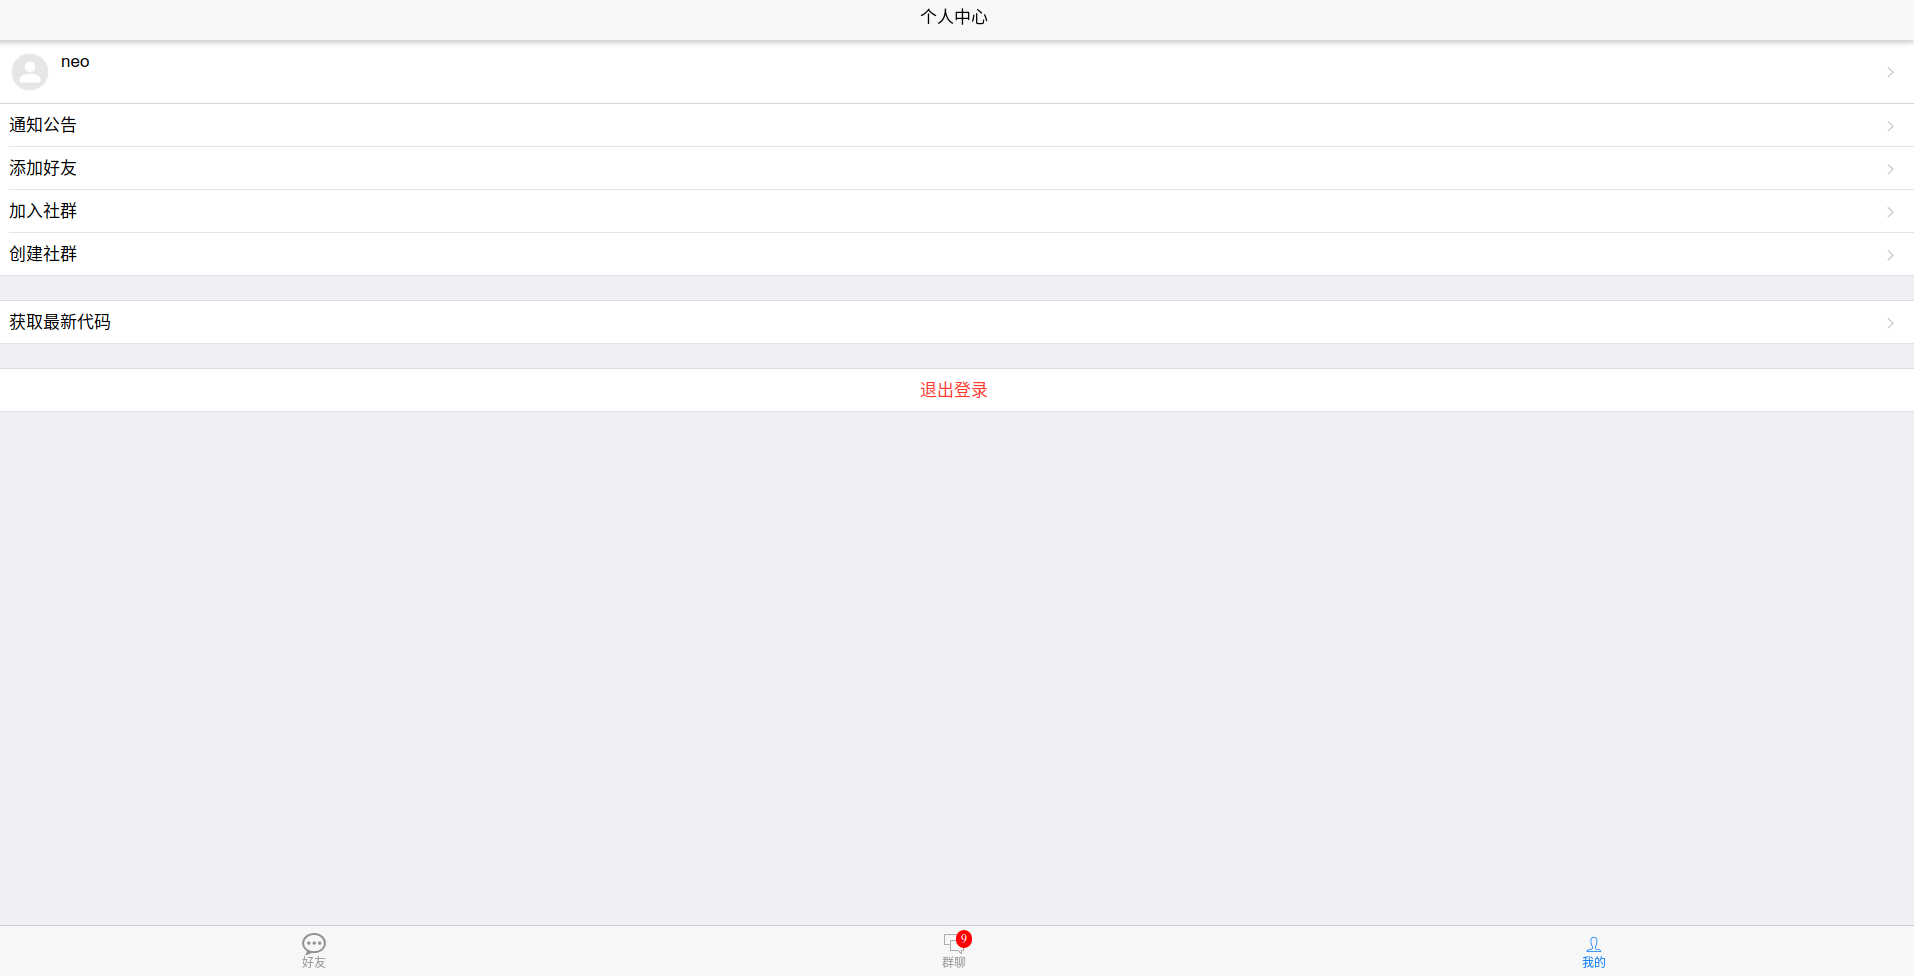 个人中心
neo
通知公告
添加好友
加入社群
创建社群
获取最新代码
退出登录
好友
9
群聊
我的